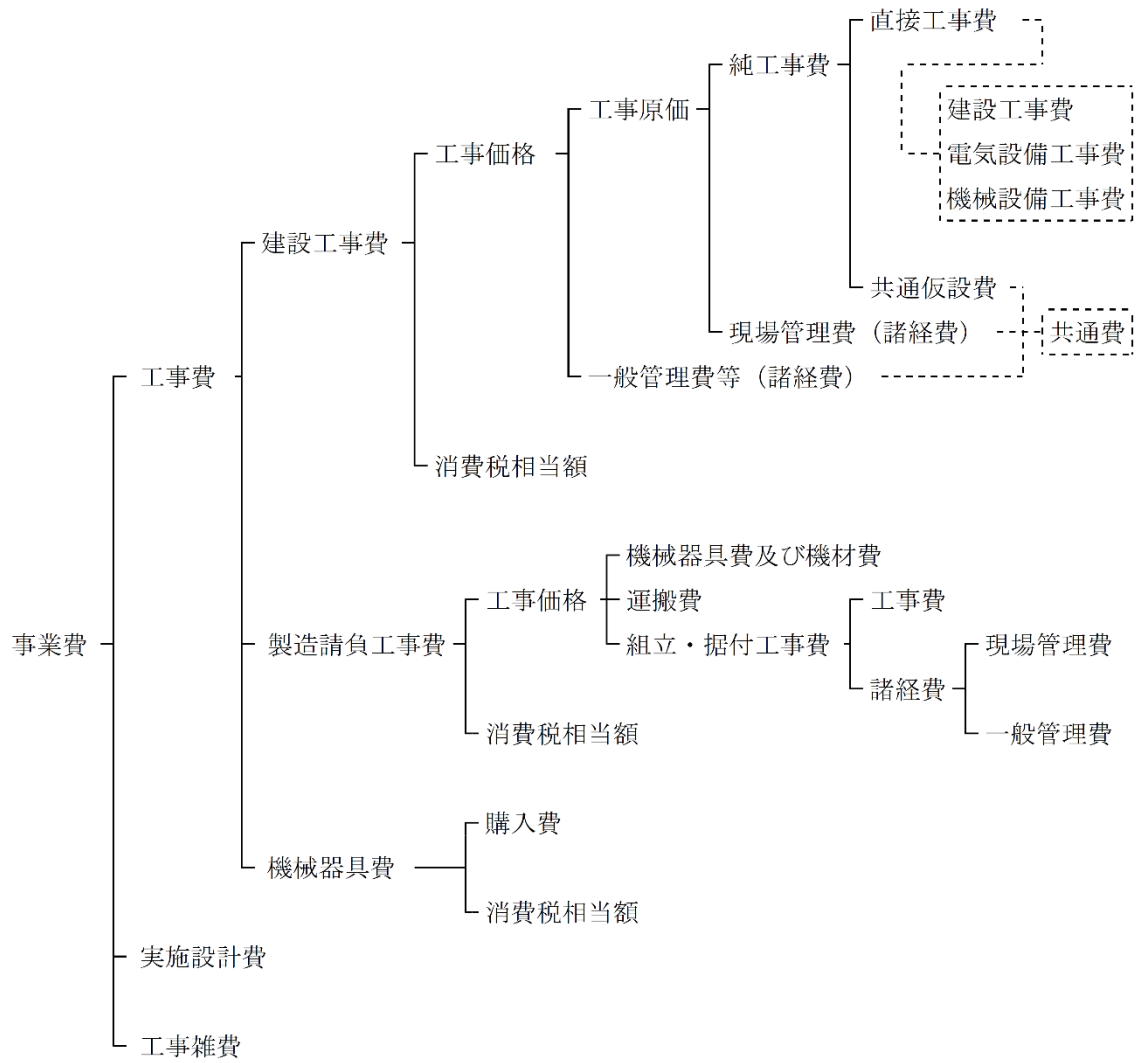 直接工事費
純工事費
建設工事費
工事原価
工事価格
電気設備工事費
機械設備工事費
建設工事費
共通仮設費
現場管理費（諸経費）
共通費
工事費
一般管理費等（諸経費）
消費税相当額
機械器具費及び機材費
工事価格
運搬費
工事費
事業費
製造請負工事費
組立・据付工事費
現場管理費
諸経費
消費税相当額
一般管理費
購入費
機械器具費
消費税相当額
実施設計費
工事雑費